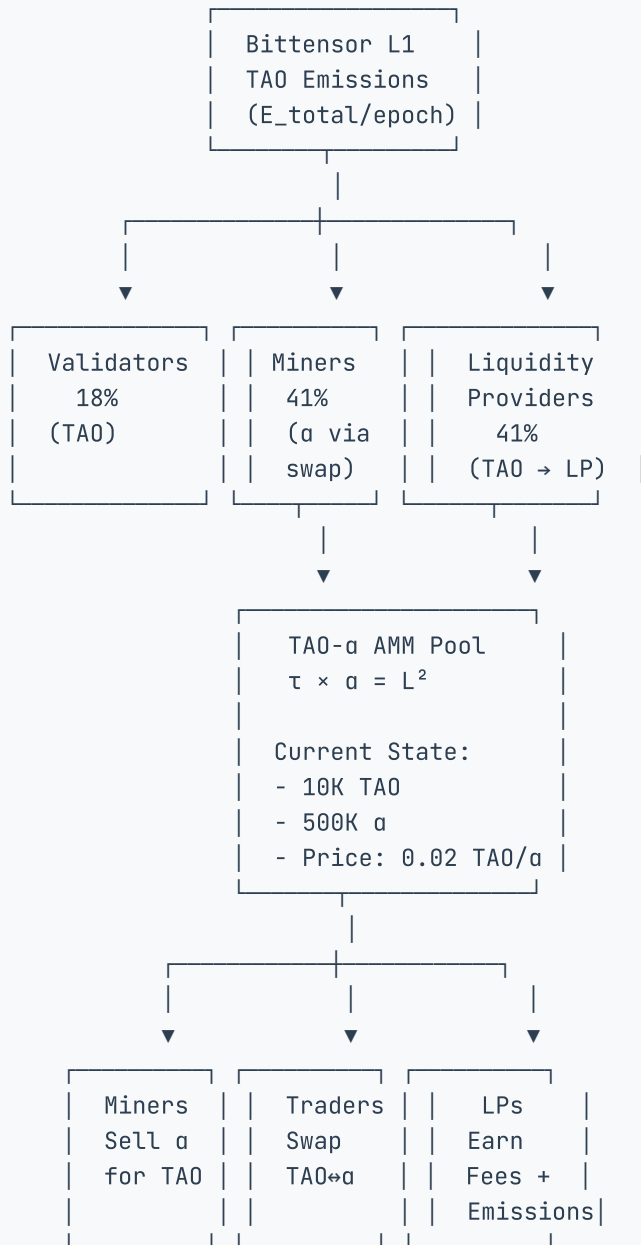 Bittensor L1
TAO Emissions
(E_total/epoch)
Validators
18%
(TAO)
Miners
41%
(α via
swap)
Liquidity
Providers
41%
(TAO → LP)
TAO-α AMM Pool
τ × α = L²
Current State:
- 10K TAO
- 500K α
- Price: 0.02 TAO/α
Miners
Sell α
for TAO
Traders
Swap
TAO↔α
LPs
Earn
Fees +
Emissions